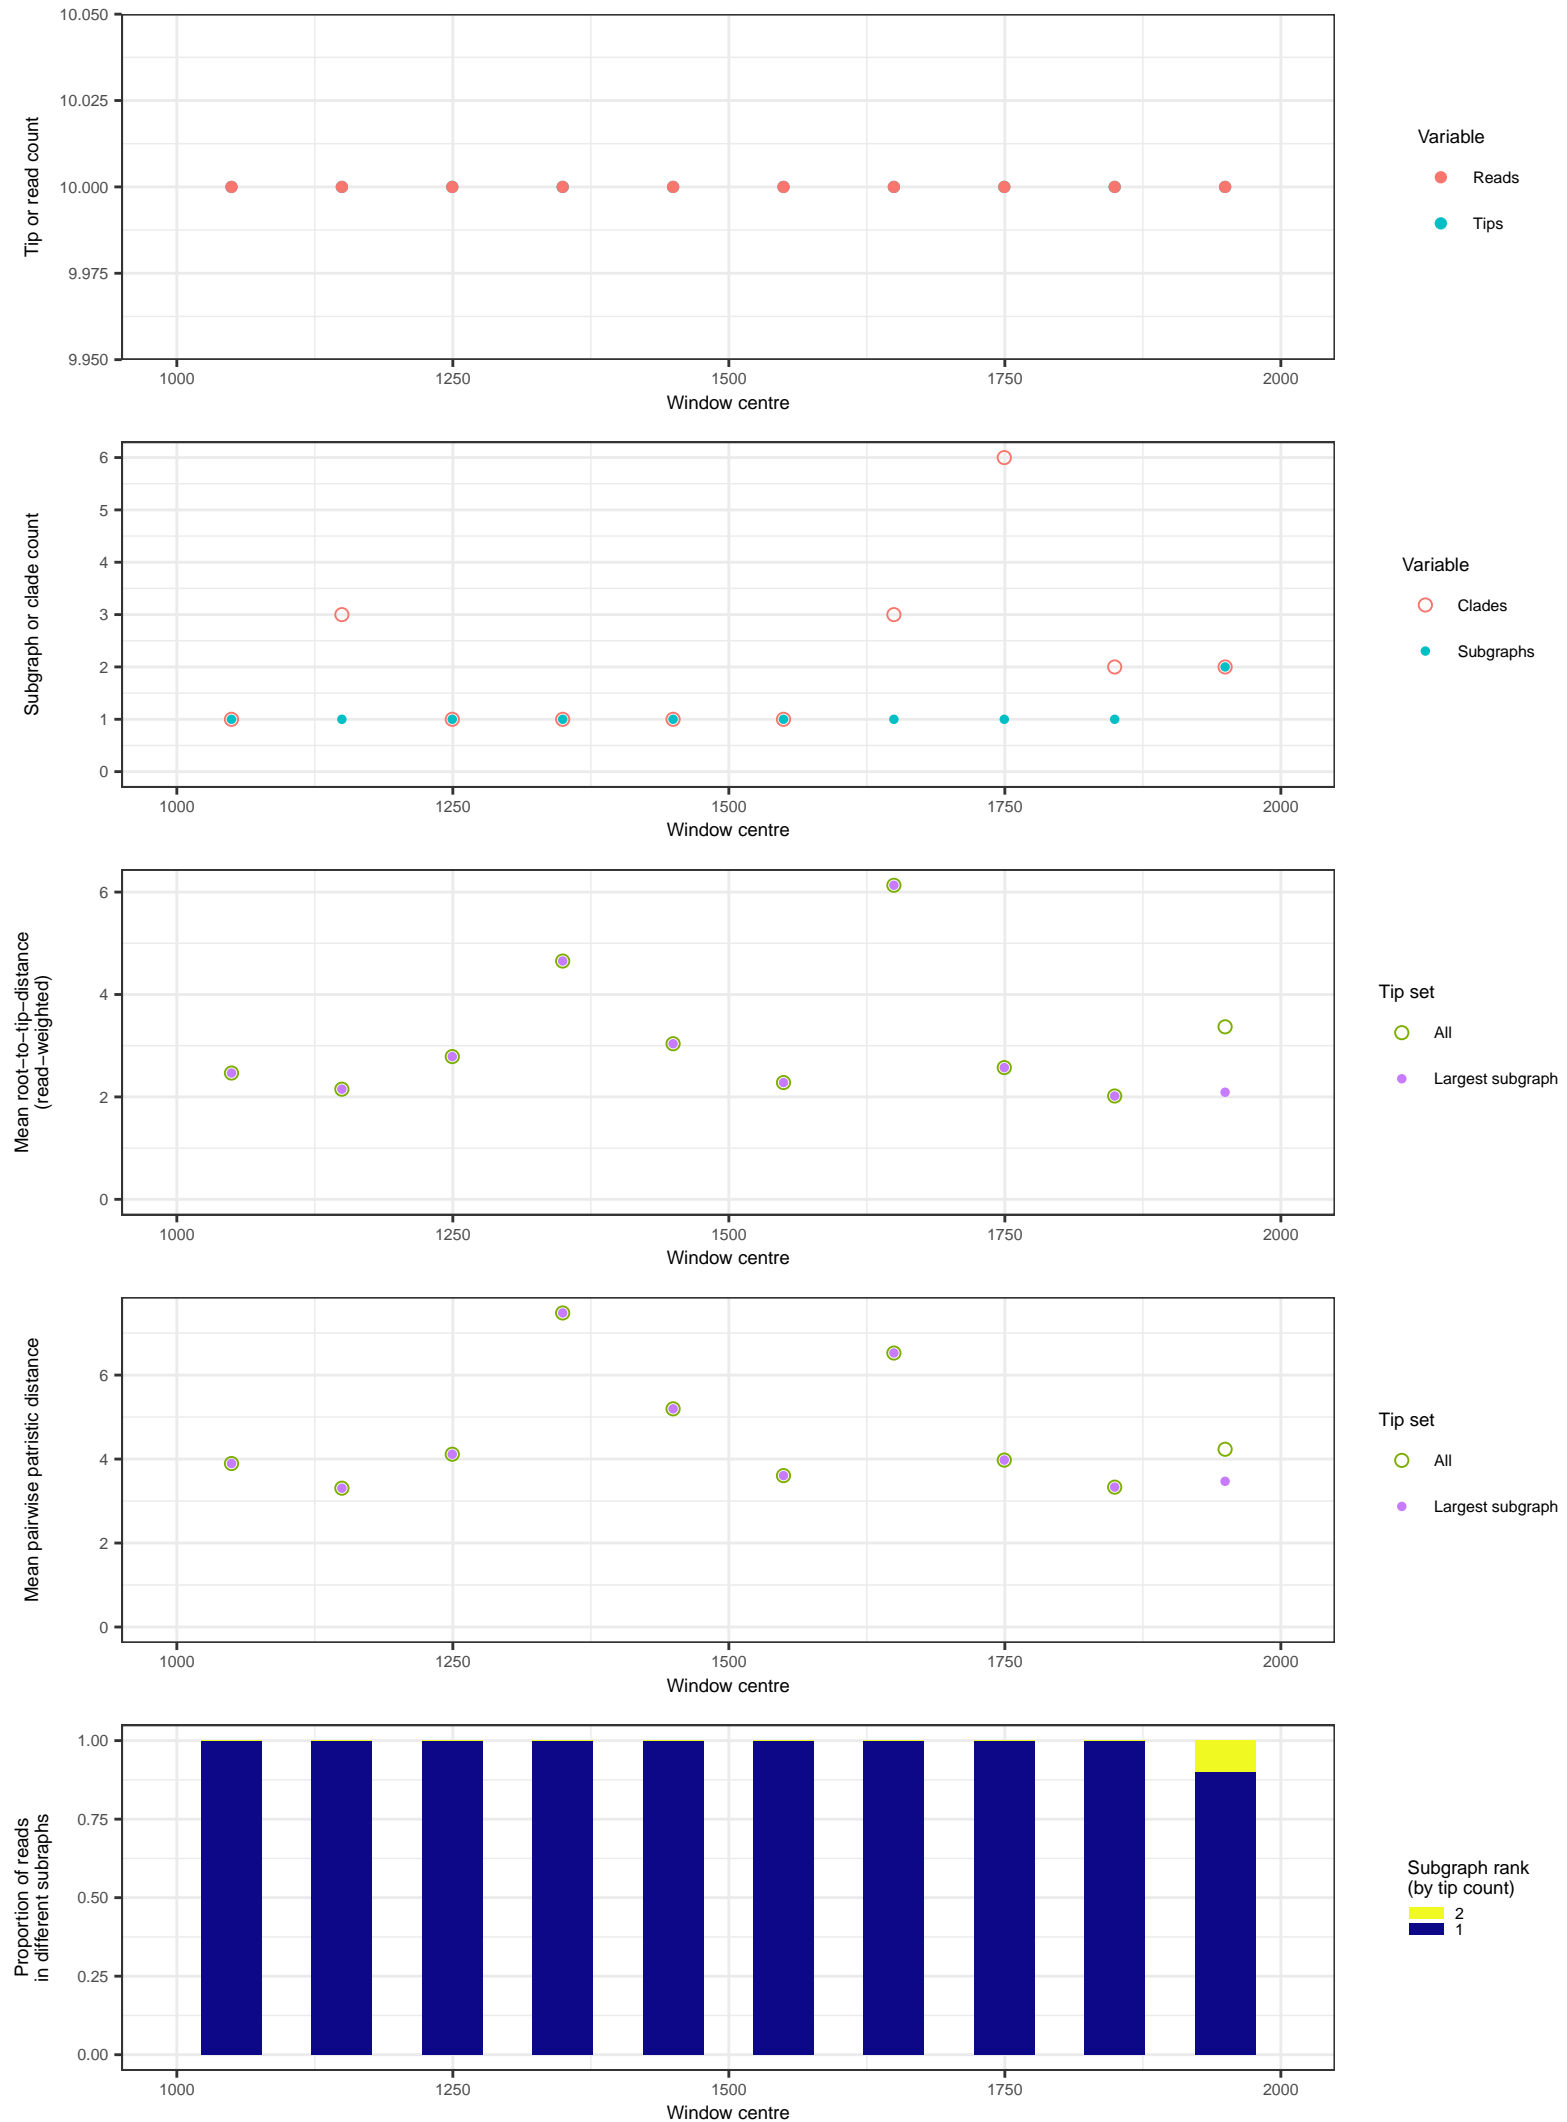 10.050
10.025
10.000
9.975
9.950
Tip or read count
1000 1250 1500 1750 2000
Window centre
Variable
Reads
Tips
6
5
4
3
2
1
0
Subgraph or clade count
1000 1250 1500 1750 2000
Window centre
Variable
Clades
Subgraphs
6
4
2
0
Mean root−to−tip−distance
(read−weighted)
1000 1250 1500 1750 2000
Window centre
Tip set
All
Largest subgraph
6
4
2
0
Mean pairwise patristic distance
1000 1250 1500 1750 2000
Window centre
Tip set
All
Largest subgraph
1.00
0.75
0.50
0.25
0.00
Proportion of reads
in different subraphs
1000 1250 1500 1750 2000
Window centre
Subgraph rank
(by tip count)
2
1